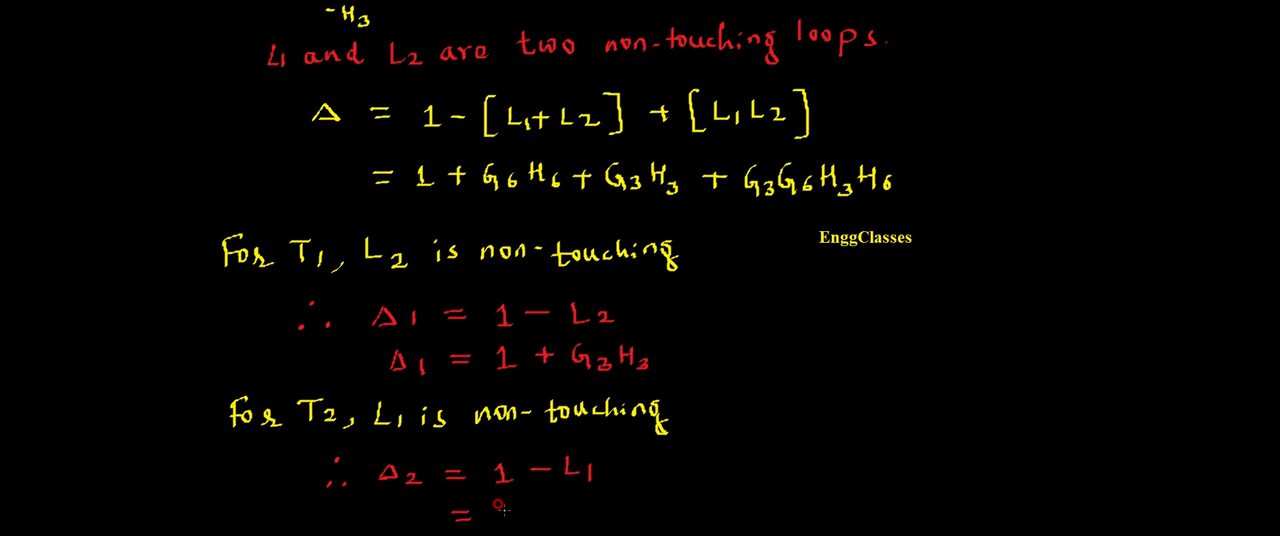 -H3
L1 and L2 are two non-touching loops.
Δ = 1 - [L1 + L2] + [L1 L2]
= 1 + G6H6 + G3H3 + G3G6H3H6
EnggClasses
For T1, L2 is non-touching
∴ Δ1 = 1 - L2
Δ1 = 1 + G3H3
For T2, L1 is non-touching
∴ Δ2 = 1 - L1
=